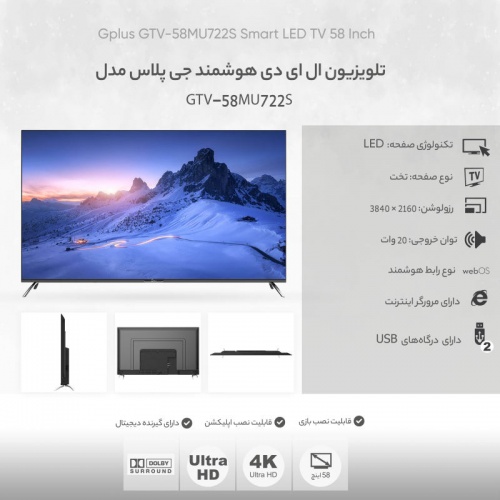 Gplus GTV-58MU722S Smart LED TV 58 Inch
تلویزیون ال ای دی هوشمند جی پلاس مدل
GTV-58MU722S
تکنولوژی صفحه: LED
TV
نوع صفحه: تخت
رزولوشن: 2160 × 3840
توان خروجی: 20 وات
webOS
نوع رابط هوشمند
دارای مرورگر اینترنت
دارای درگاه‌های USB
2
قابلیت نصب بازی
قابلیت نصب اپلیکشن
دارای گیرنده دیجیتال
DOLBY
SURROUND
Ultra
HD
4K
Ultra HD
58 اینچ